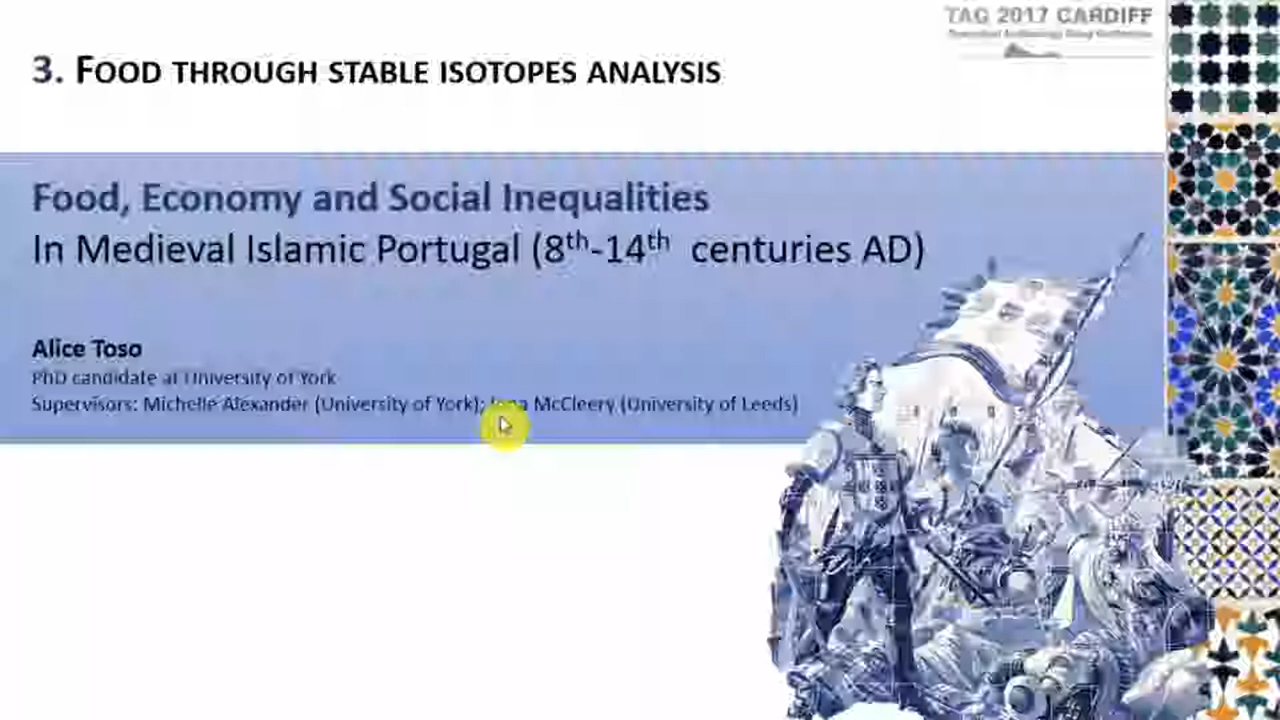 TAG 2017 CARDIFF
3. FOOD THROUGH STABLE ISOTOPES ANALYSIS
Food, Economy and Social Inequalities
In Medieval Islamic Portugal (8th-14th centuries AD)
Alice Toso
PhD candidate at University of York
Supervisors: Michelle Alexander (University of York); McCleery (University of Leeds)